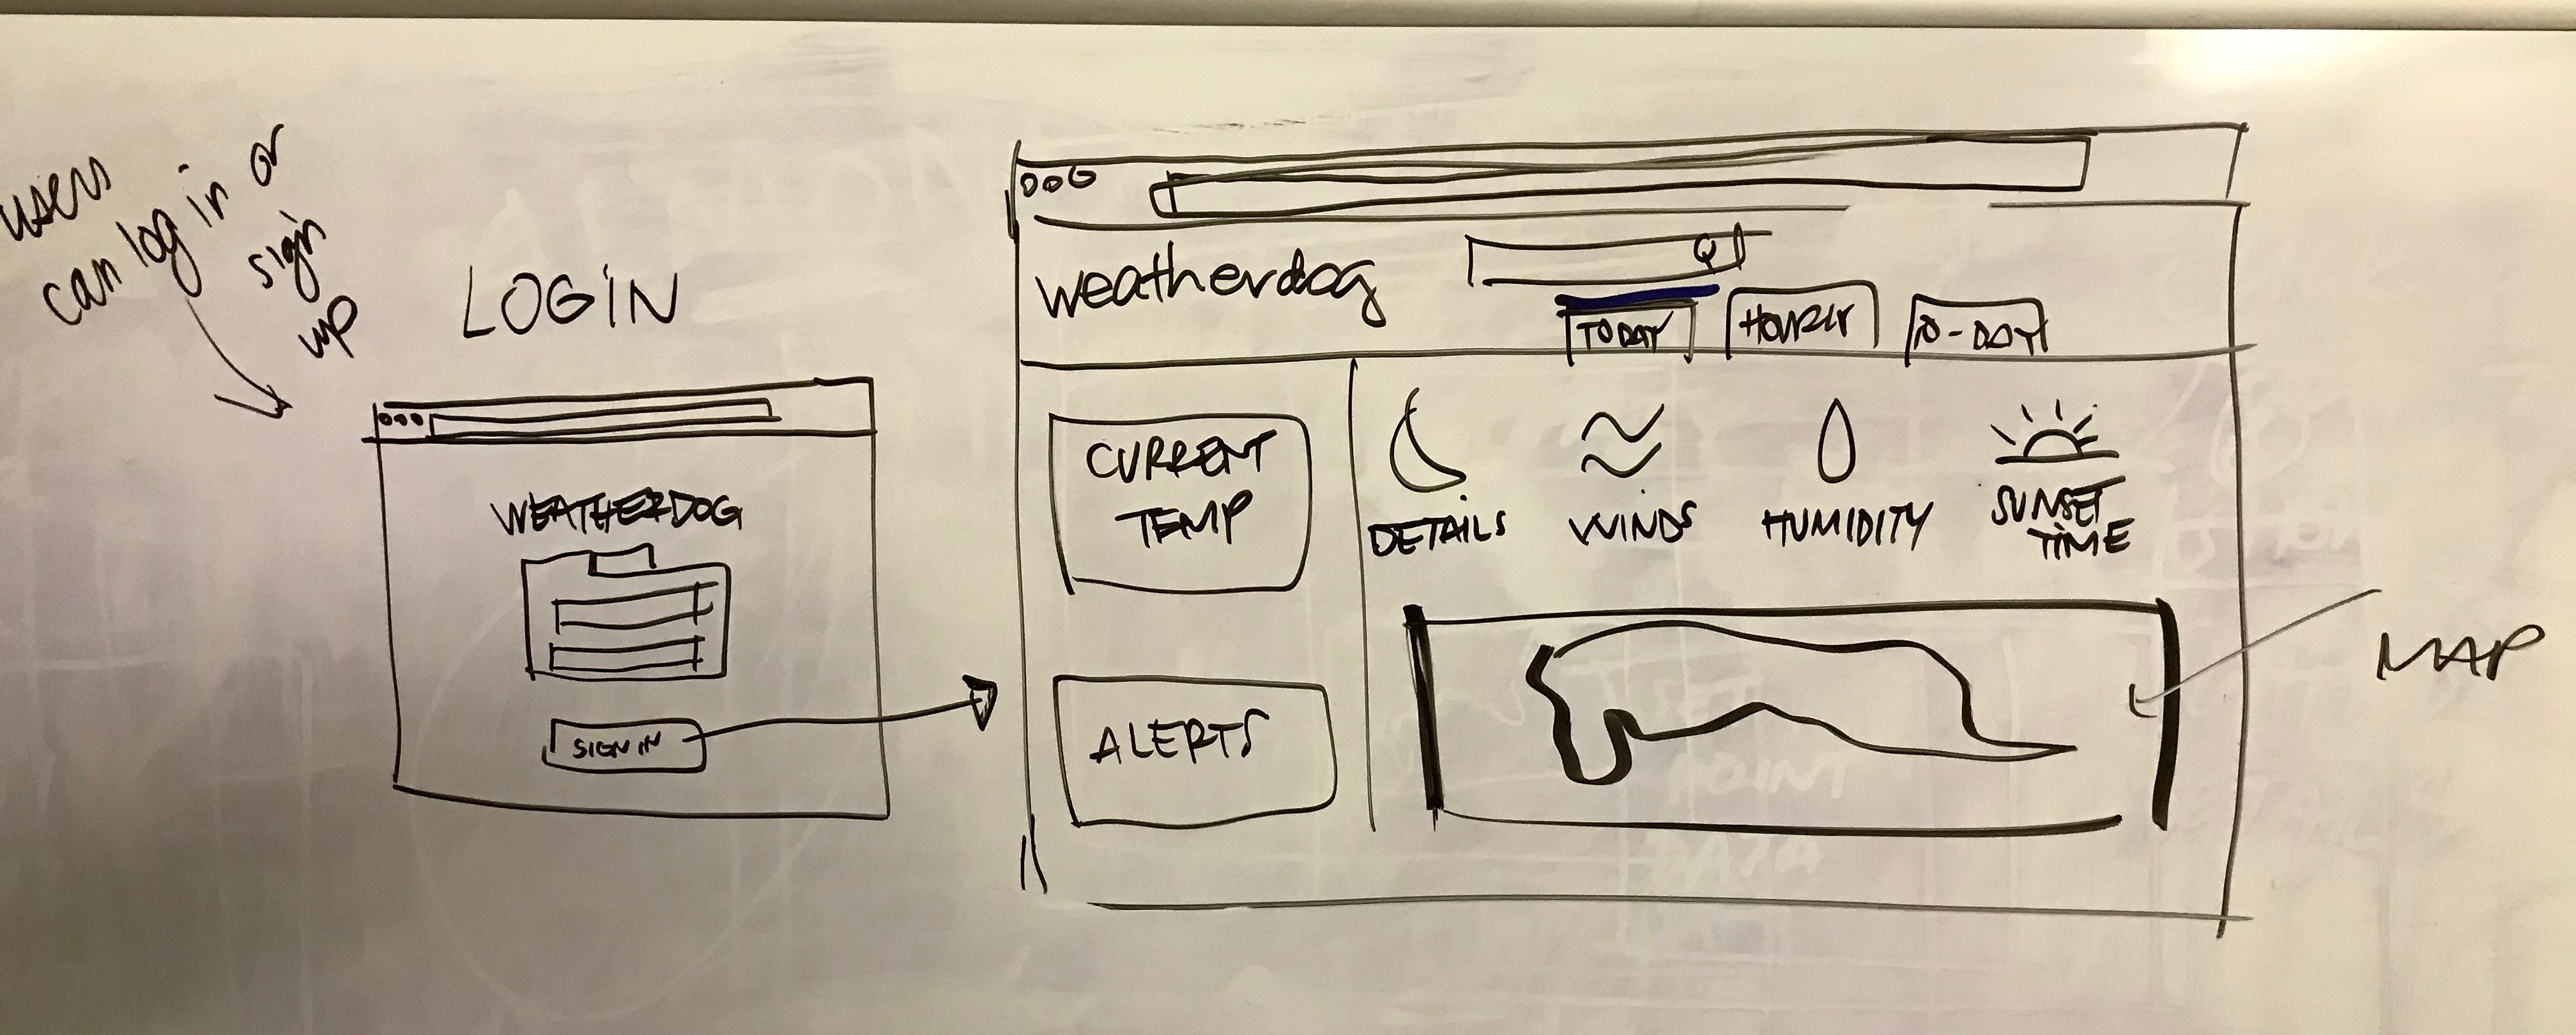 users
can log in or
sign
up
LOGIN
WEATHERDOG
SIGN IN
weatherdog
TODAY
HOURLY
10-DAY
CURRENT
TEMP
ALERTS
DETAILS
WINDS
HUMIDITY
SUNSET
TIME
MAP